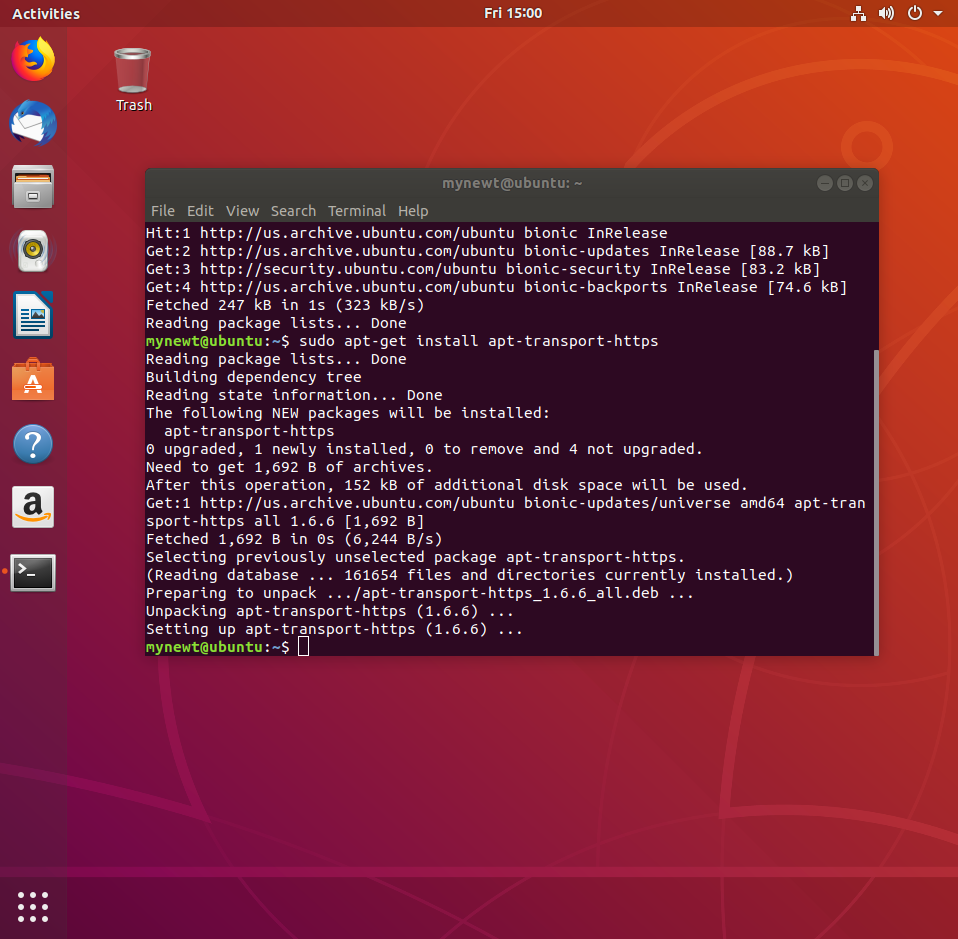 Activities
Fri 15:00
Trash
mynewt@ubuntu: ~
File Edit View Search Terminal Help
Hit:1 http://us.archive.ubuntu.com/ubuntu bionic InRelease
Get:2 http://us.archive.ubuntu.com/ubuntu bionic-updates InRelease [88.7 kB]
Get:3 http://security.ubuntu.com/ubuntu bionic-security InRelease [83.2 kB]
Get:4 http://us.archive.ubuntu.com/ubuntu bionic-backports InRelease [74.6 kB]
Fetched 247 kB in 1s (323 kB/s)
Reading package lists... Done
mynewt@ubuntu:~$ sudo apt-get install apt-transport-https
Reading package lists... Done
Building dependency tree
Reading state information... Done
The following NEW packages will be installed:
  apt-transport-https
0 upgraded, 1 newly installed, 0 to remove and 4 not upgraded.
Need to get 1,692 B of archives.
After this operation, 152 kB of additional disk space will be used.
Get:1 http://us.archive.ubuntu.com/ubuntu bionic-updates/universe amd64 apt-tran
sport-https all 1.6.6 [1,692 B]
Fetched 1,692 B in 0s (6,244 B/s)
Selecting previously unselected package apt-transport-https.
(Reading database ... 161654 files and directories currently installed.)
Preparing to unpack .../apt-transport-https_1.6.6_all.deb ...
Unpacking apt-transport-https (1.6.6) ...
Setting up apt-transport-https (1.6.6) ...
mynewt@ubuntu:~$